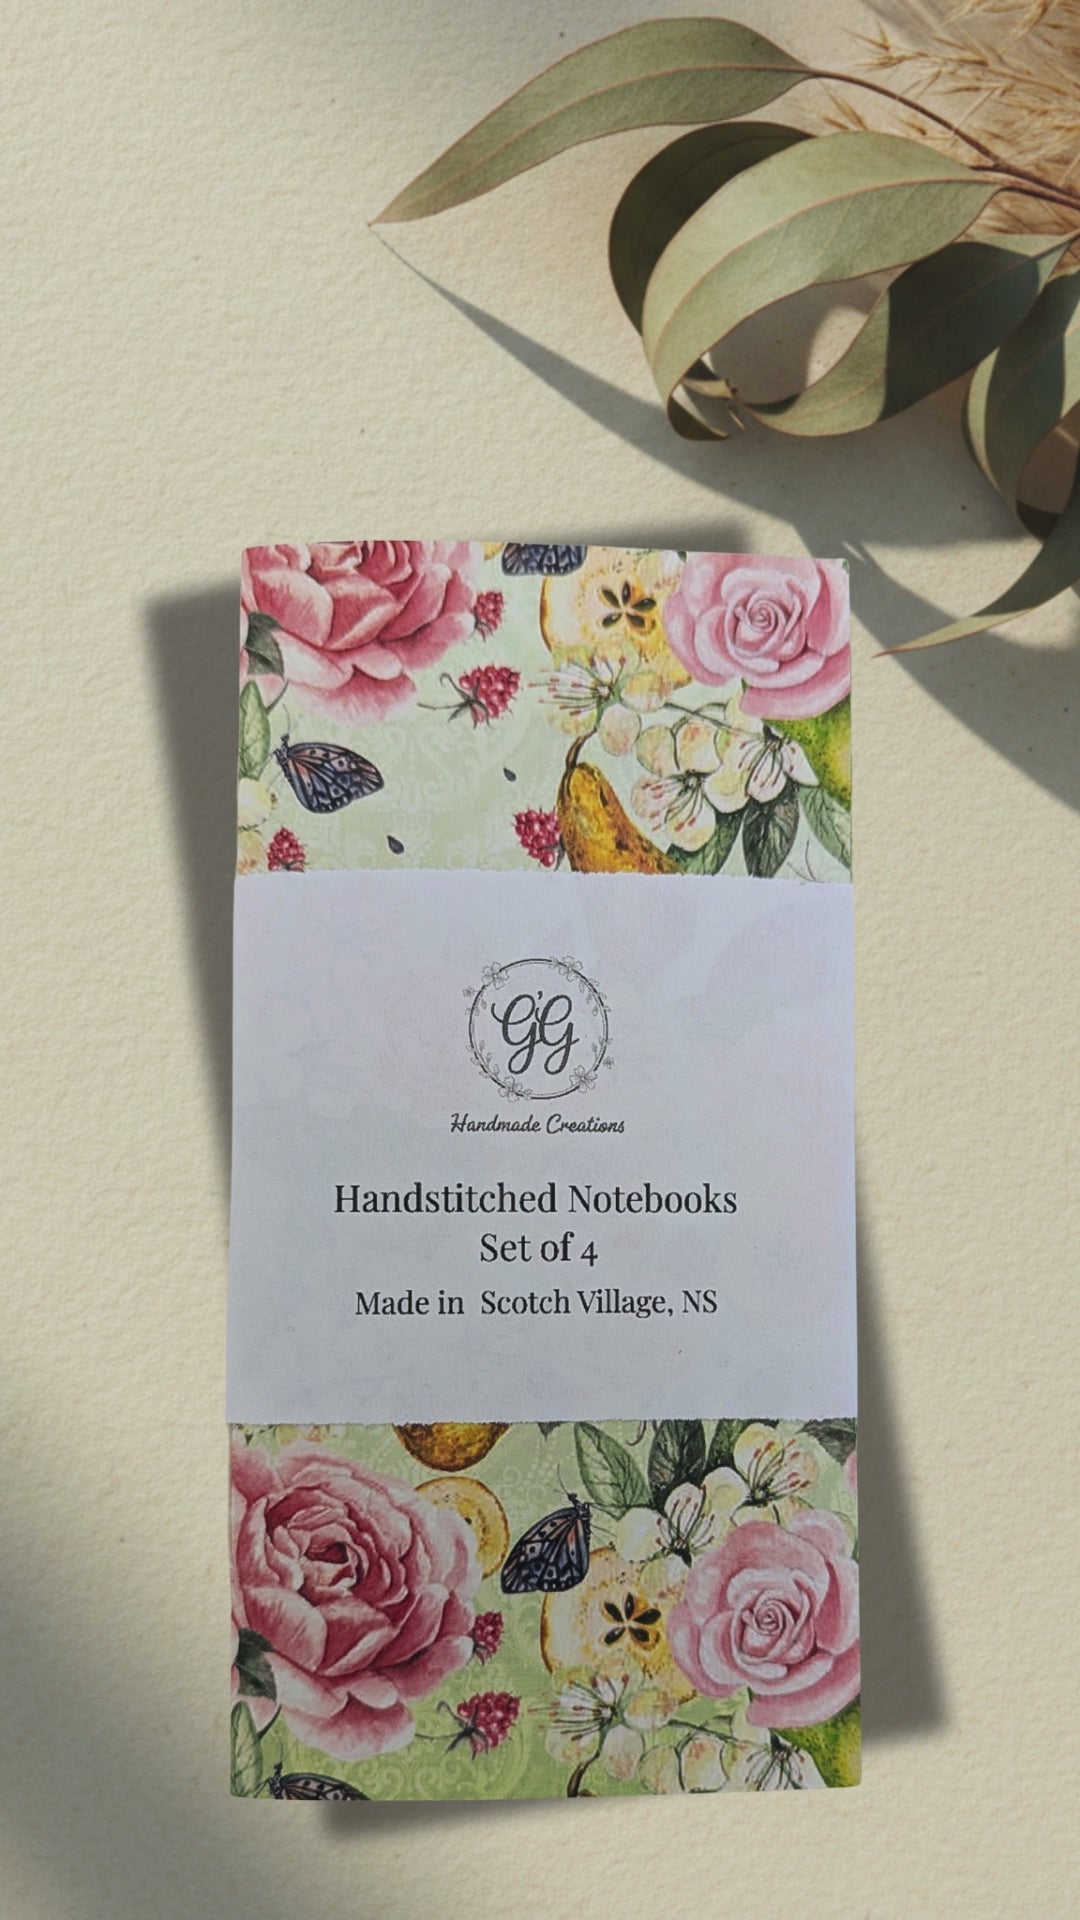 G'G
Handmade Creations
Handstitched Notebooks
Set of 4
Made in Scotch Village, NS